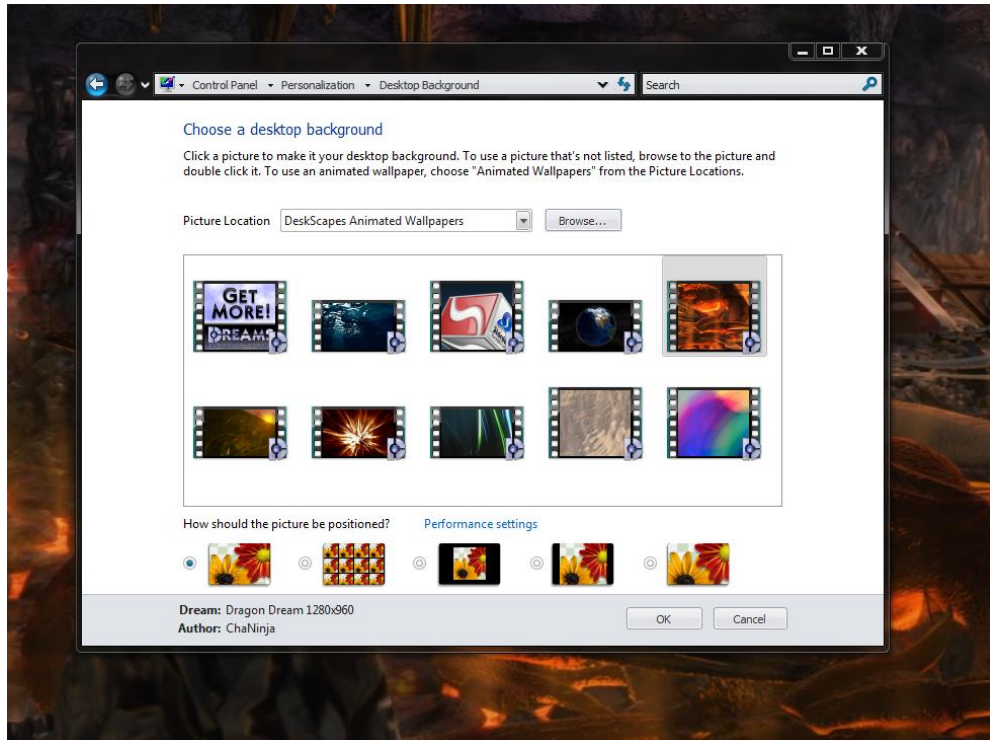 Control Panel Personalization Desktop Background
Search
Choose a desktop background
Click a picture to make it your desktop background. To use a picture that's not listed, browse to the picture and
double click it. To use an animated wallpaper, choose "Animated Wallpapers" from the Picture Locations.
Picture Location DeskScapes Animated Wallpapers Browse...
GET
MORE!
DREAMS
How should the picture be positioned? Performance settings
Dream: Dragon Dream 1280x960
Author: ChaNinja
OK Cancel